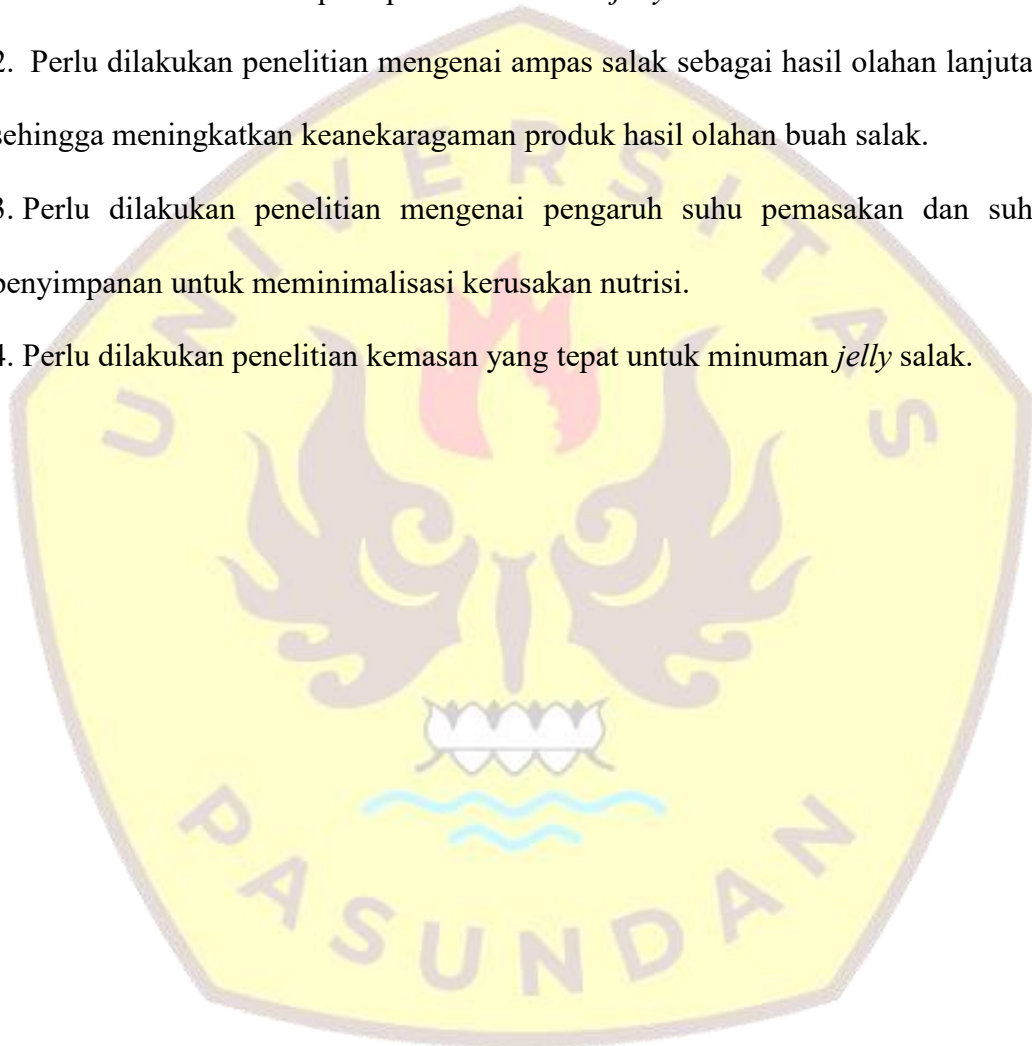 2. Perlu dilakukan penelitian mengenai ampas salak sebagai hasil olahan lanjuta
sehingga meningkatkan keanekaragaman produk hasil olahan buah salak.
3. Perlu dilakukan penelitian mengenai pengaruh suhu pemasakan dan suh
penyimpanan untuk meminimalisasi kerusakan nutrisi.
4. Perlu dilakukan penelitian kemasan yang tepat untuk minuman jelly salak.
UNIVERSITAS
PASUNDAN